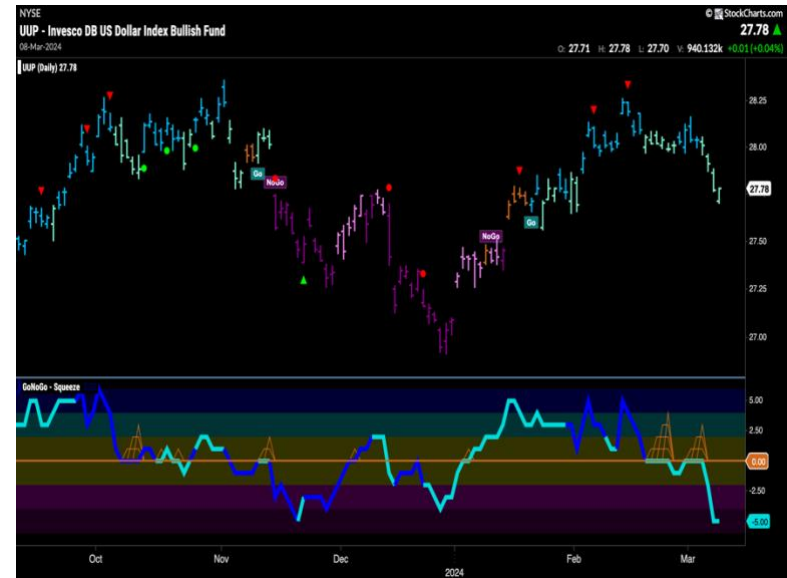 NYSE
© StockCharts.com
UUP - Invesco DB US Dollar Index Bullish Fund
27.78
08-Mar-2024
O: 27.71 H: 27.78 L: 27.70 V: 940.132k +0.01 (+0.04%)
UUP (Daily) 27.78
28.25
28.00
27.78
27.50
27.25
27.00
Go
NoGo
NoGo
Go
GoNoGo - Squeeze
5.00
2.50
0.00
-2.50
-5.00
Oct
Nov
Dec
2024
Feb
Mar